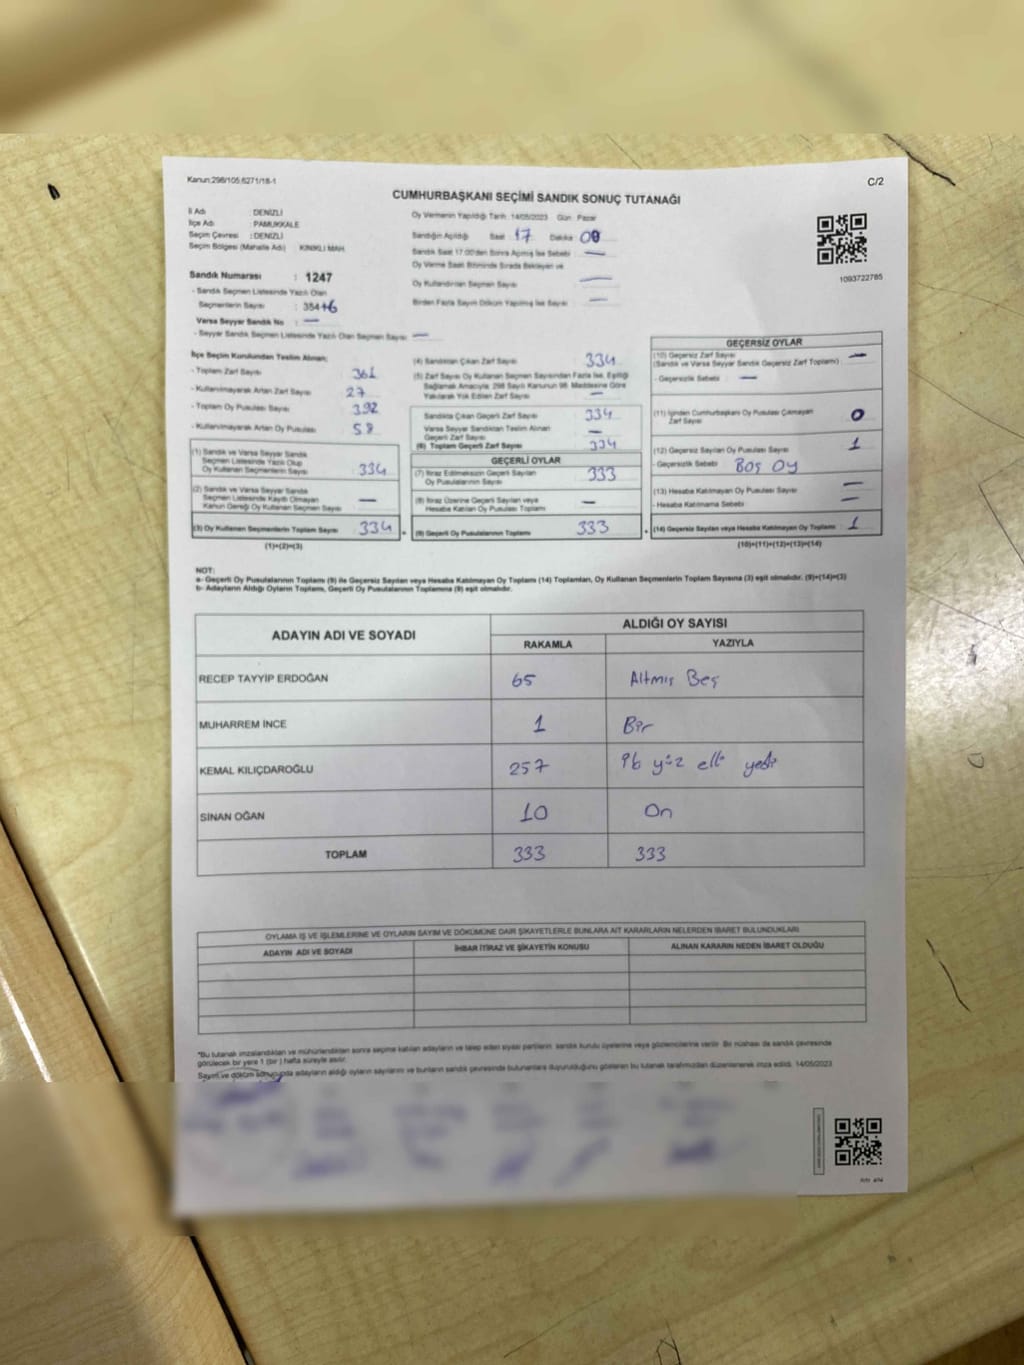 Kanun:298/105;6271/18-1
C/2
CUMHURBAŞKANI SEÇİMİ SANDIK SONUÇ TUTANAĞI
İl Adı : DENİZLİ
İlçe Adı : PAMUKKALE
Seçim Çevresi : DENİZLİ
Seçim Bölgesi (Mahalle Adı) KINIKLI MAH.
Oy Vermenin Yapıldığı Tarih 14/05/2023 Gün Pazar
Sandığın Açıldığı Saat 17 Dakika 00
Sandık Saat 17:00'den Sonra Açılmış İse Sebebi —
Oy Verme Saati Bitiminde Sırada Bekleyen ve
Oy Kullandırılan Seçmen Sayısı —
Birden Fazla Sayım Döküm Yapılmış İse Sayısı —
1093722785
Sandık Numarası : 1247
- Sandık Seçmen Listesinde Yazılı Olan
Seçmenlerin Sayısı : 354+6
Varsa Seyyar Sandık No : —
- Seyyar Sandık Seçmen Listesinde Yazılı Olan Seçmen Sayısı —
İlçe Seçim Kurulundan Teslim Alınan;
- Toplam Zarf Sayısı 361
- Kullanılmayarak Artan Zarf Sayısı 27
- Toplam Oy Pusulası Sayısı 392
- Kullanılmayarak Artan Oy Pusulası 58
(1) Sandık ve Varsa Seyyar Sandık
Seçmen Listesinde Yazılı Olup
Oy Kullanan Seçmenlerin Sayısı 334
(2) Sandık ve Varsa Seyyar Sandık
Seçmen Listesinde Kayıtlı Olmayan
Kanun Gereği Oy Kullanan Seçmen Sayısı —
(3) Oy Kullanan Seçmenlerin Toplam Sayısı 334
(1)+(2)=(3)
(4) Sandıktan Çıkan Zarf Sayısı 334
(5) Zarf Sayısı Oy Kullanan Seçmen Sayısından Fazla İse, Eşitliği
Sağlamak Amacıyla; 298 Sayılı Kanunun 98. Maddesine Göre
Yakılarak Yok Edilen Zarf Sayısı —
Sandıkta Çıkan Geçerli Zarf Sayısı 334
Varsa Seyyar Sandıktan Teslim Alınan
Geçerli Zarf Sayısı —
(6) Toplam Geçerli Zarf Sayısı 334
GEÇERLİ OYLAR
(7) İtiraz Edilmeksizin Geçerli Sayılan
Oy Pusulalarının Sayısı 333
(8) İtiraz Üzerine Geçerli Sayılan veya
Hesaba Katılan Oy Pusulası Toplamı —
(9) Geçerli Oy Pusulalarının Toplamı 333
GEÇERSİZ OYLAR
(10) Geçersiz Zarf Sayısı —
(Sandık ve Varsa Seyyar Sandık Geçersiz Zarf Toplamı)
- Geçersizlik Sebebi —
(11) İçinden Cumhurbaşkanı Oy Pusulası Çıkmayan
Zarf Sayısı 0
(12) Geçersiz Sayılan Oy Pusulası Sayısı 1
- Geçersizlik Sebebi Boş Oy
(13) Hesaba Katılmayan Oy Pusulası Sayısı —
- Hesaba Katılmama Sebebi —
(14) Geçersiz Sayılan veya Hesaba Katılmayan Oy Toplamı 1
(10)+(11)+(12)+(13)=(14)
NOT:
a- Geçerli Oy Pusulalarının Toplamı (9) ile Geçersiz Sayılan veya Hesaba Katılmayan Oy Toplamı (14) Toplamları, Oy Kullanan Seçmenlerin Toplam Sayısına (3) eşit olmalıdır. (9)+(14)=(3)
b- Adayların Aldığı Oyların Toplamı, Geçerli Oy Pusulalarının Toplamına (9) eşit olmalıdır.
ADAYIN ADI VE SOYADI
ALDIĞI OY SAYISI
RAKAMLA YAZIYLA
RECEP TAYYİP ERDOĞAN 65 Altmış Beş
MUHARREM İNCE 1 Bir
KEMAL KILIÇDAROĞLU 257 yüz elli yedi
SİNAN OĞAN 10 On
TOPLAM 333 333
OYLAMA İŞ VE İŞLEMLERİNE VE OYLARIN SAYIM VE DÖKÜMÜNE DAİR ŞİKAYETLERLE BUNLARA AİT KARARLARIN NELERDEN İBARET BULUNDUKLARI
ADAYIN ADI VE SOYADI İHBAR İTİRAZ VE ŞİKAYETİN KONUSU ALINAN KARARIN NEDEN İBARET OLDUĞU
*Bu tutanak imzalandıktan ve mühürlendikten sonra seçime katılan adayların ve talep eden siyasi partilerin sandık kurulu üyelerine veya gözlemcilerine verilir. Bir nüshası da sandık çevresinde
görülecek bir yere 1 (bir) hafta süreyle asılır.
Sayım ve döküm sonucunda adayların aldığı oyların sayılarını ve bunların sandık çevresinde bulunanlara duyurulduğunu gösteren bu tutanak tarafımızdan düzenlenerek imza edildi. 14/05/2023